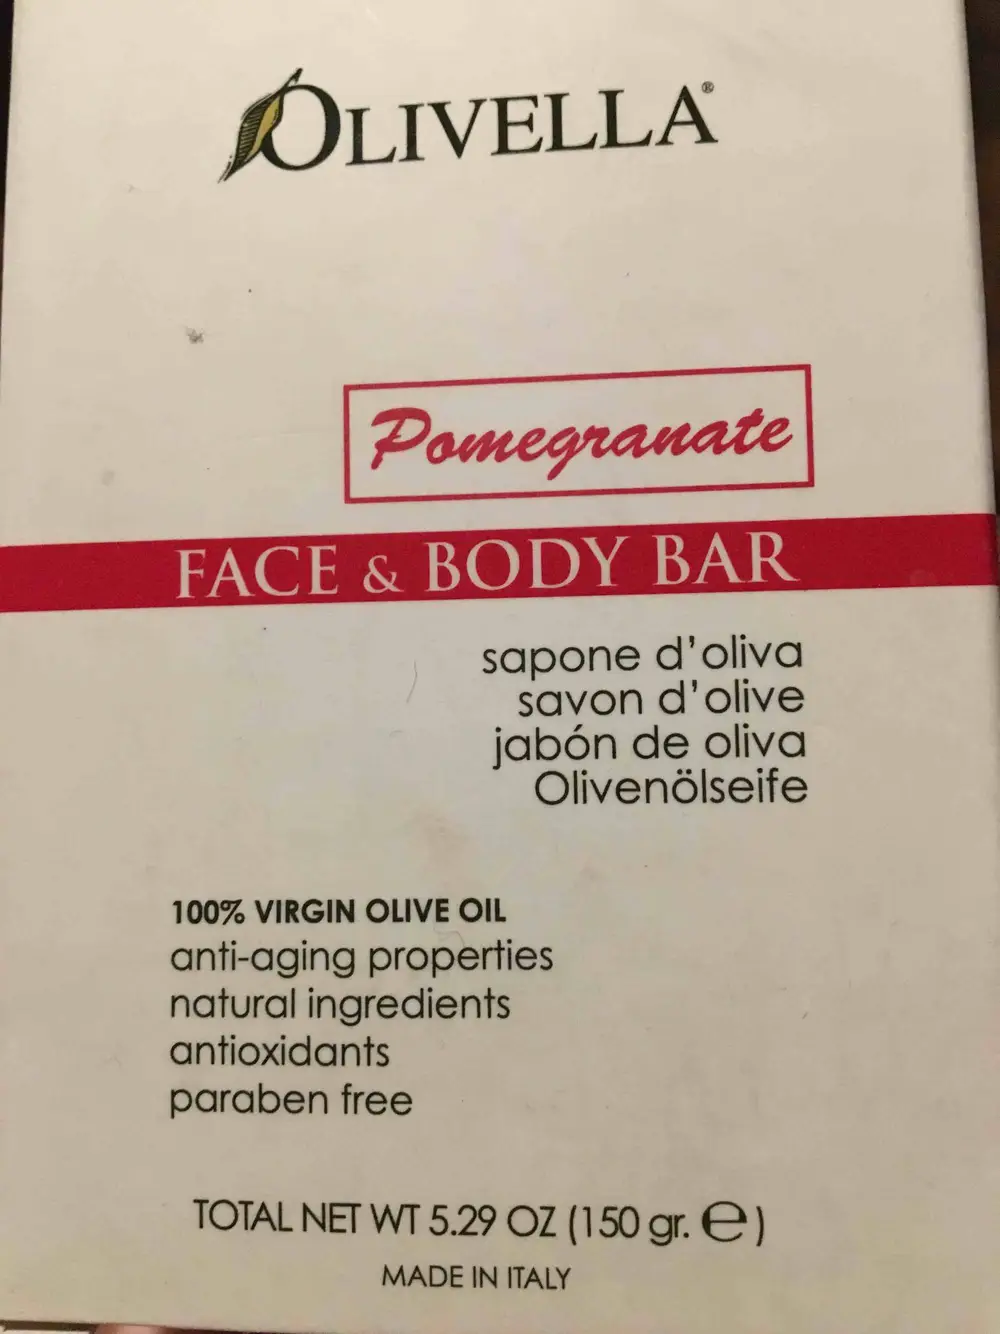 OLIVELLA®
Pomegranate
FACE & BODY BAR
sapone d'oliva
savon d'olive
jabón de oliva
Olivenölseife
100% VIRGIN OLIVE OIL
anti-aging properties
natural ingredients
antioxidants
paraben free
TOTAL NET WT 5.29 OZ (150 gr. ℮)
MADE IN ITALY